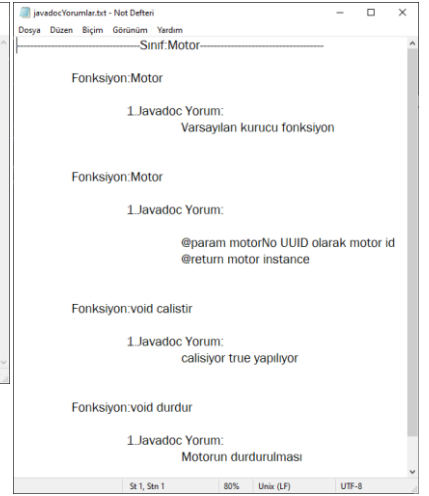 javadocYorumlar.txt - Not Defteri
Dosya Düzen Biçim Görünüm Yardım
-----------------------------------Sınıf:Motor-----------------------------------
Fonksiyon:Motor
1.Javadoc Yorum:
Varsayılan kurucu fonksiyon
Fonksiyon:Motor
1.Javadoc Yorum:
@param motorNo UUID olarak motor id
@return motor instance
Fonksiyon:void calistir
1.Javadoc Yorum:
calisiyor true yapılıyor
Fonksiyon:void durdur
1.Javadoc Yorum:
Motorun durdurulması
St 1, Stn 1 80% Unix (LF) UTF-8